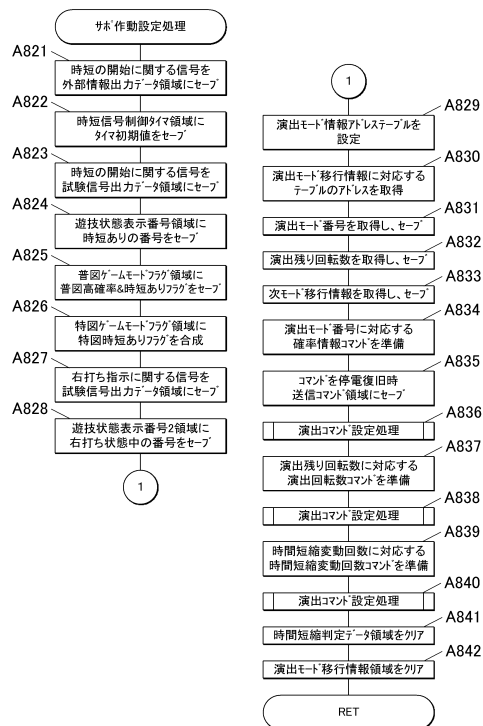 サポ作動設定処理
A821
時短の開始に関する信号を
外部情報出力データ領域にセーブ
A822
時短信号制御タイマ領域に
タイマ初期値をセーブ
A823
時短の開始に関する信号を
試験信号出力データ領域にセーブ
A824
遊技状態表示番号領域に
時短ありの番号をセーブ
A825
普図ゲームモードフラグ領域に
普図高確率&時短ありフラグをセーブ
A826
特図ゲームモードフラグ領域に
特図時短ありフラグを合成
A827
右打ち指示に関する信号を
試験信号出力データ領域にセーブ
A828
遊技状態表示番号2領域に
右打ち状態中の番号をセーブ
1
1
A829
演出モード情報アドレステーブルを
設定
A830
演出モード移行情報に対応する
テーブルのアドレスを取得
A831
演出モード番号を取得し、セーブ
A832
演出残り回転数を取得し、セーブ
A833
次モード移行情報を取得し、セーブ
A834
演出モード番号に対応する
確率情報コマンドを準備
A835
コマンドを停電復旧時
送信コマンド領域にセーブ
A836
演出コマンド設定処理
A837
演出残り回転数に対応する
演出回転数コマンドを準備
A838
演出コマンド設定処理
A839
時間短縮変動回数に対応する
時間短縮変動回数コマンドを準備
A840
演出コマンド設定処理
A841
時間短縮判定データ領域をクリア
A842
演出モード移行情報領域をクリア
RET